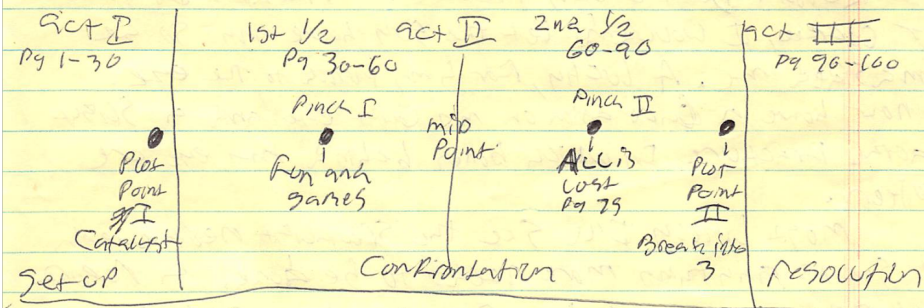 act I
Pg 1-30
1st 1/2
Pg 30-60
act II
2nd 1/2
60-90
act III
Pg 90-100
Plot
Point
I
Catalyst
Pinch I
Fun and
games
mid
Point
Pinch II
ALL is
Lost
Pg 75
Plot
Point
II
Break into
3
Set up
Confrontation
resolution